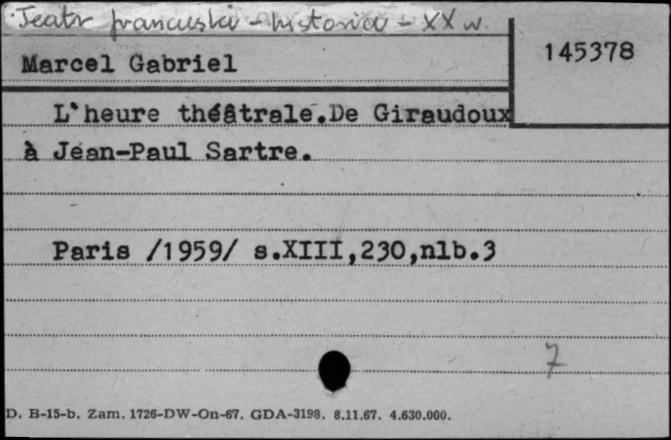 Teatr francuski - historia - XX w.
145378
Marcel Gabriel
L'heure théâtrale.De Giraudoux
à Jean-Paul Sartre.
Paris /1959/ s.XIII,230,nlb.3
7
D. B-15-b. Zam. 1726-DW-On-67. GDA-3198. 8.11.67. 4.630.000.